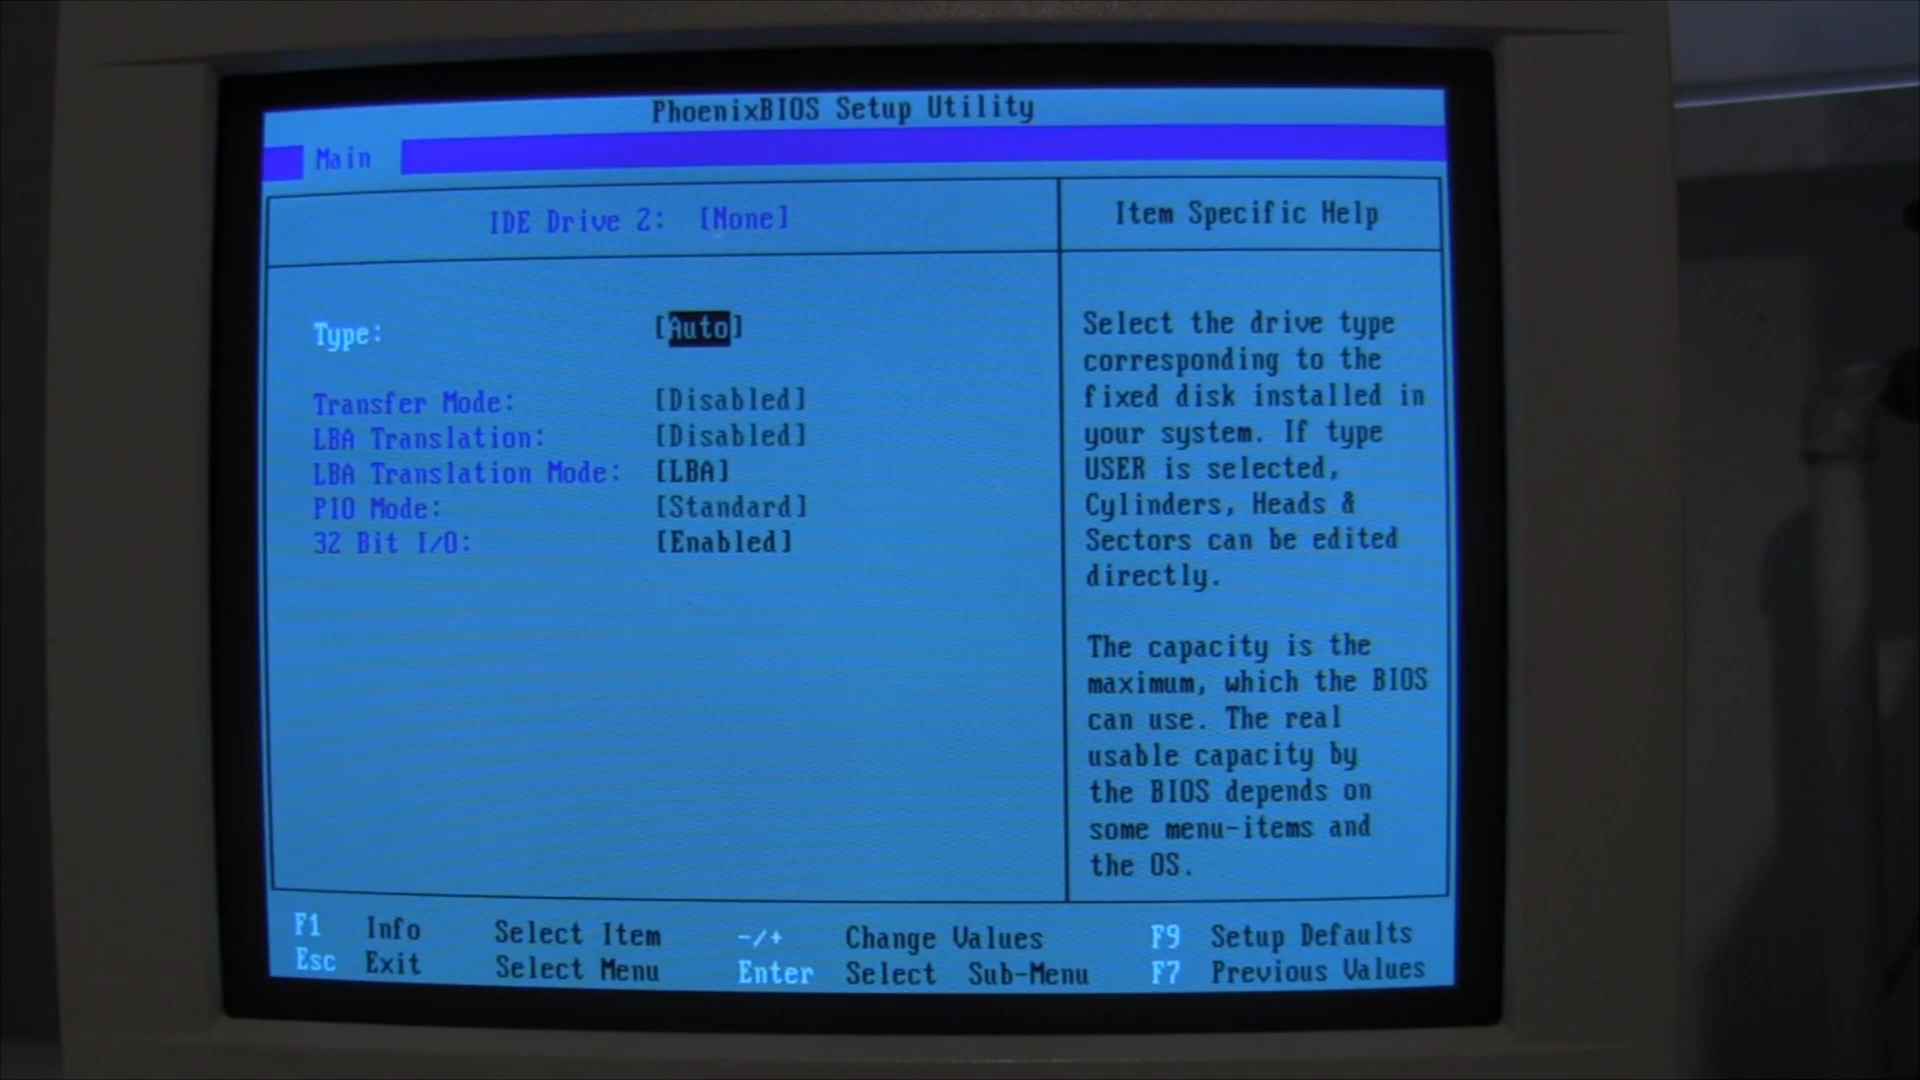 PhoenixBIOS Setup Utility
Main
IDE Drive 2: [None]
Item Specific Help
Type: [Auto]
Transfer Mode: [Disabled]
LBA Translation: [Disabled]
LBA Translation Mode: [LBA]
PIO Mode: [Standard]
32 Bit I/O: [Enabled]
Select the drive type
corresponding to the
fixed disk installed in
your system. If type
USER is selected,
Cylinders, Heads &
Sectors can be edited
directly.
The capacity is the
maximum, which the BIOS
can use. The real
usable capacity by
the BIOS depends on
some menu-items and
the OS.
F1 Info Select Item -/+ Change Values F9 Setup Defaults
Esc Exit Select Menu Enter Select Sub-Menu F7 Previous Values